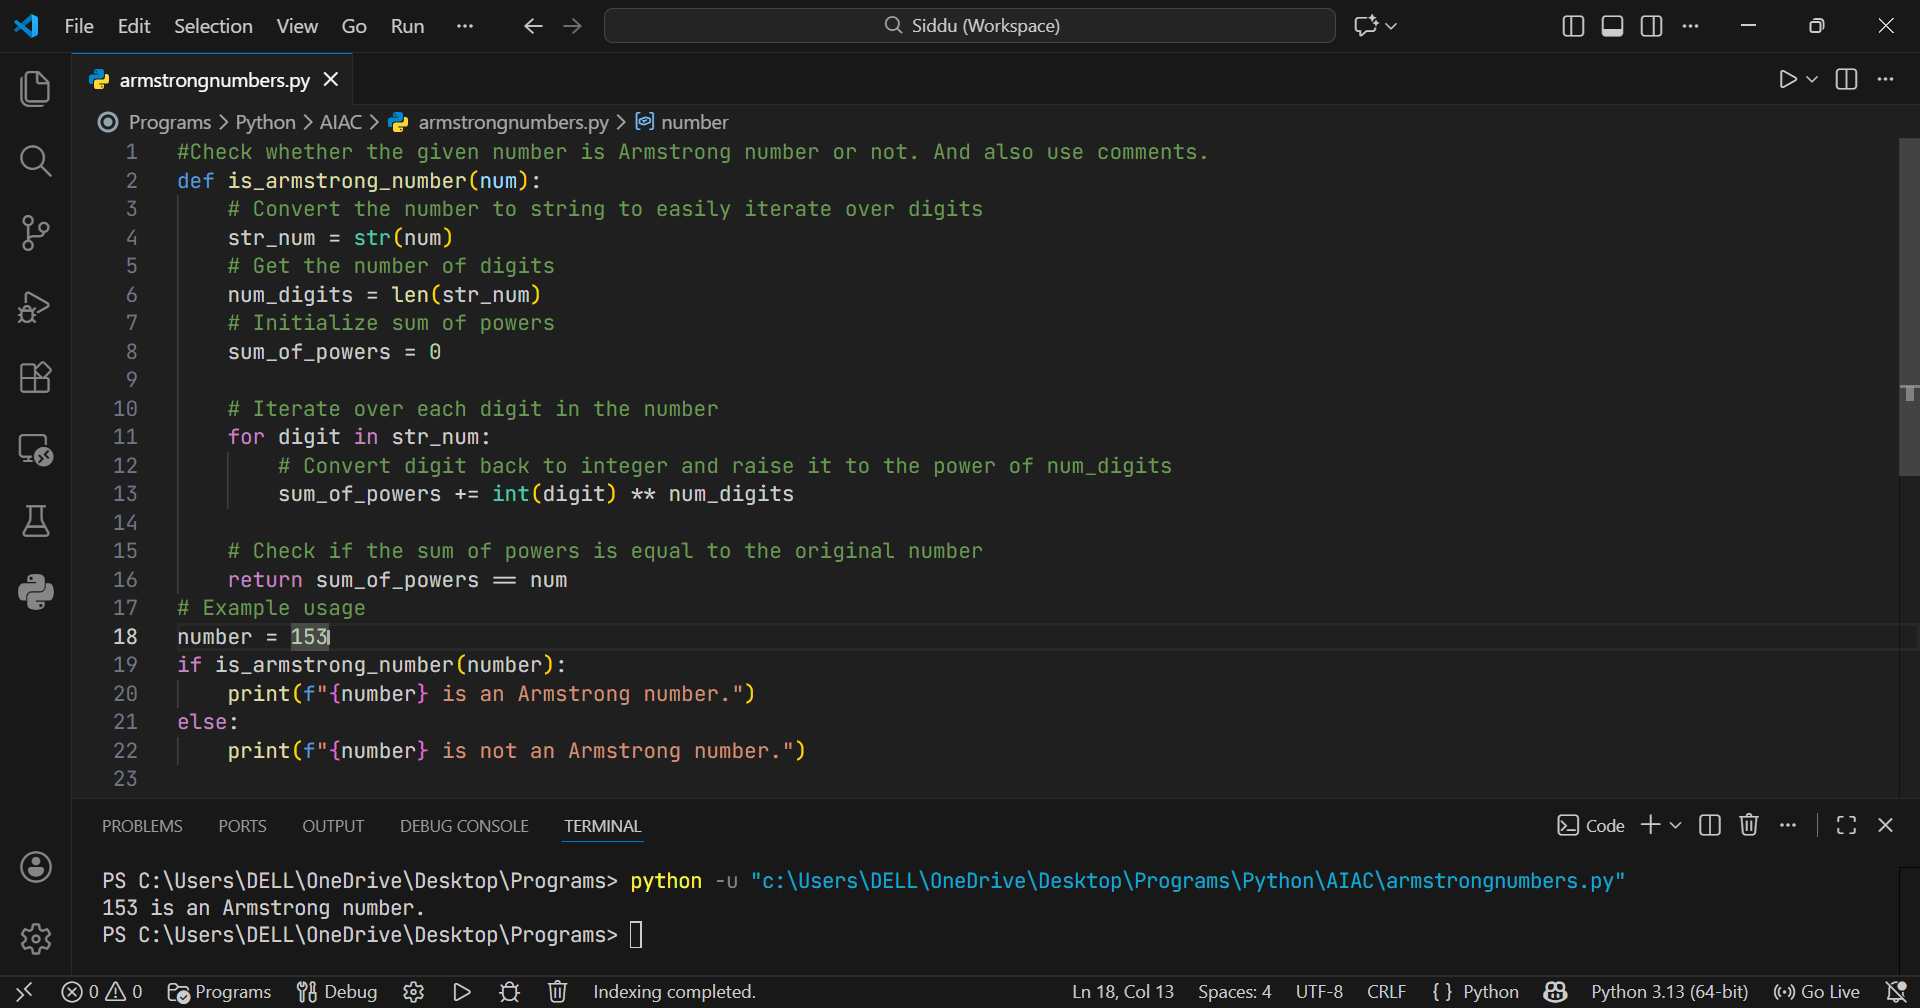 File Edit Selection View Go Run ··· Siddu (Workspace)
armstrongnumbers.py
Programs > Python > AIAC > armstrongnumbers.py > number
1 #Check whether the given number is Armstrong number or not. And also use comments.
2 def is_armstrong_number(num):
3     # Convert the number to string to easily iterate over digits
4     str_num = str(num)
5     # Get the number of digits
6     num_digits = len(str_num)
7     # Initialize sum of powers
8     sum_of_powers = 0
9
10     # Iterate over each digit in the number
11     for digit in str_num:
12         # Convert digit back to integer and raise it to the power of num_digits
13         sum_of_powers += int(digit) ** num_digits
14
15     # Check if the sum of powers is equal to the original number
16     return sum_of_powers == num
17 # Example usage
18 number = 153
19 if is_armstrong_number(number):
20     print(f"{number} is an Armstrong number.")
21 else:
22     print(f"{number} is not an Armstrong number.")
23
PROBLEMS PORTS OUTPUT DEBUG CONSOLE TERMINAL Code
PS C:\Users\DELL\OneDrive\Desktop\Programs> python -u "c:\Users\DELL\OneDrive\Desktop\Programs\Python\AIAC\armstrongnumbers.py"
153 is an Armstrong number.
PS C:\Users\DELL\OneDrive\Desktop\Programs>
0 0 Programs Debug Indexing completed. Ln 18, Col 13 Spaces: 4 UTF-8 CRLF { } Python Python 3.13 (64-bit) Go Live